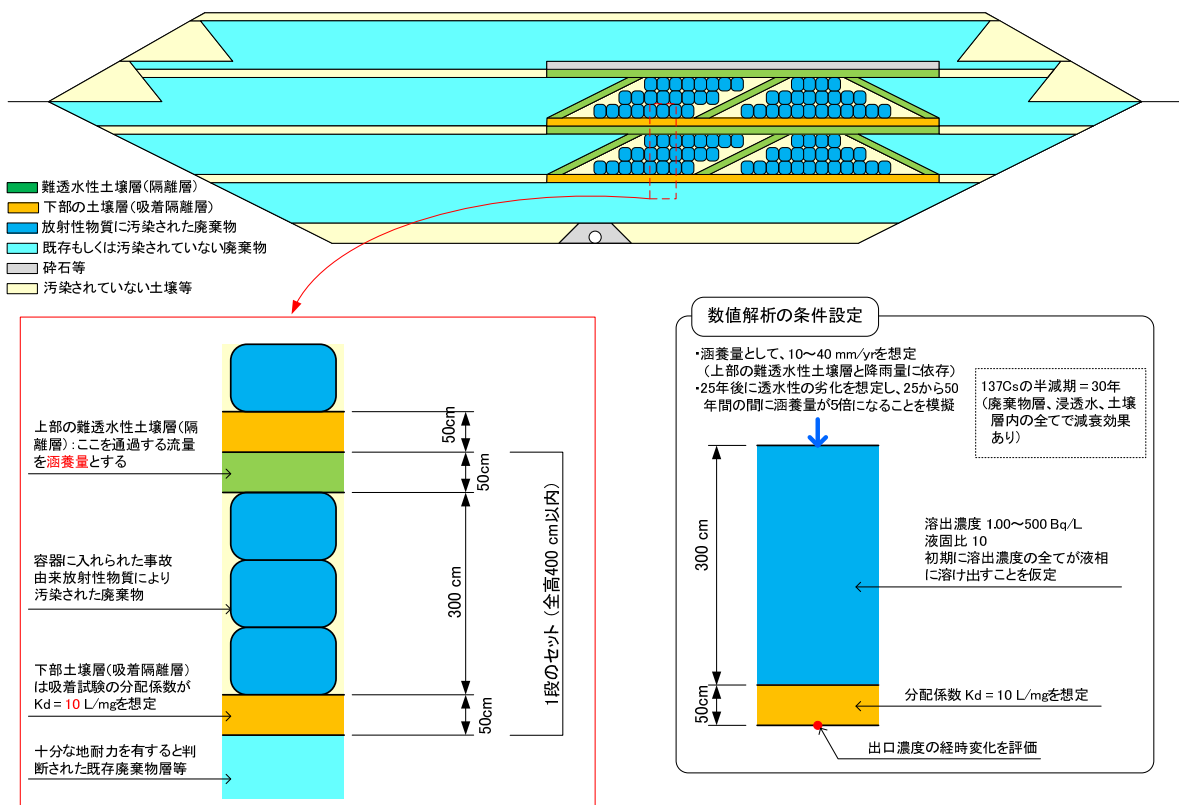 難透水性土壌層(隔離層)
下部の土壌層(吸着隔離層)
放射性物質に汚染された廃棄物
既存もしくは汚染されていない廃棄物
砕石等
汚染されていない土壌等
上部の難透水性土壌層(隔
離層):ここを通過する流量
を涵養量とする
容器に入れられた事故
由来放射性物質により
汚染された廃棄物
下部土壌層(吸着隔離層)
は吸着試験の分配係数が
Kd = 10 L/mgを想定
十分な地耐力を有すると判
断された既存廃棄物層等
50cm
50cm
300 cm
50cm
1段のセット (全高400 cm以内)
数値解析の条件設定
・涵養量として、10~40 mm/yrを想定
(上部の難透水性土壌層と降雨量に依存)
・25年後に透水性の劣化を想定し、25から50
年間の間に涵養量が5倍になることを模擬
137Csの半減期=30年
(廃棄物層、浸透水、土壌
層内の全てで減衰効果
あり)
300 cm
50cm
溶出濃度 1.00~500 Bq/L
液固比 10
初期に溶出濃度の全てが液相
に溶け出すことを仮定
分配係数 Kd = 10 L/mgを想定
出口濃度の経時変化を評価